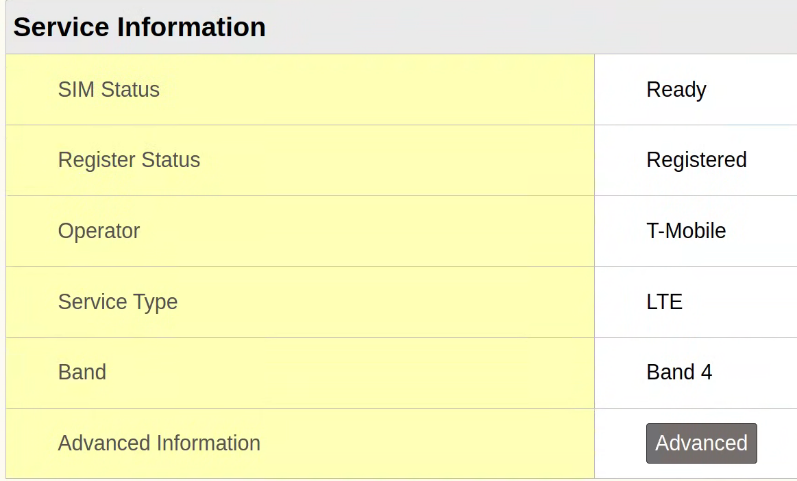 Service Information
SIM Status Ready
Register Status Registered
Operator T-Mobile
Service Type LTE
Band Band 4
Advanced Information Advanced